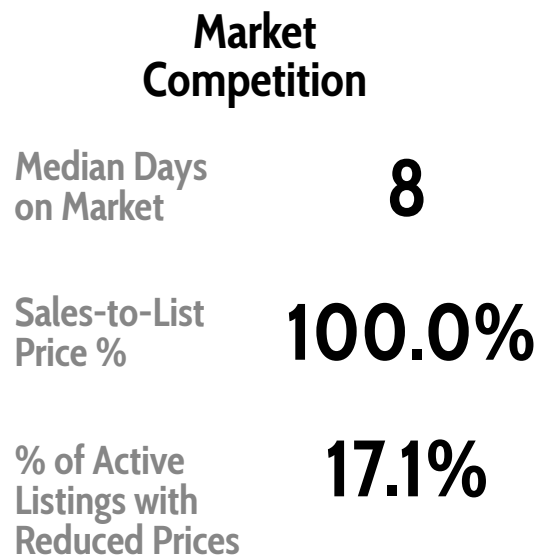 Market
Competition
Median Days
on Market
8
Sales-to-List
Price %
100.0%
% of Active
Listings with
Reduced Prices
17.1%